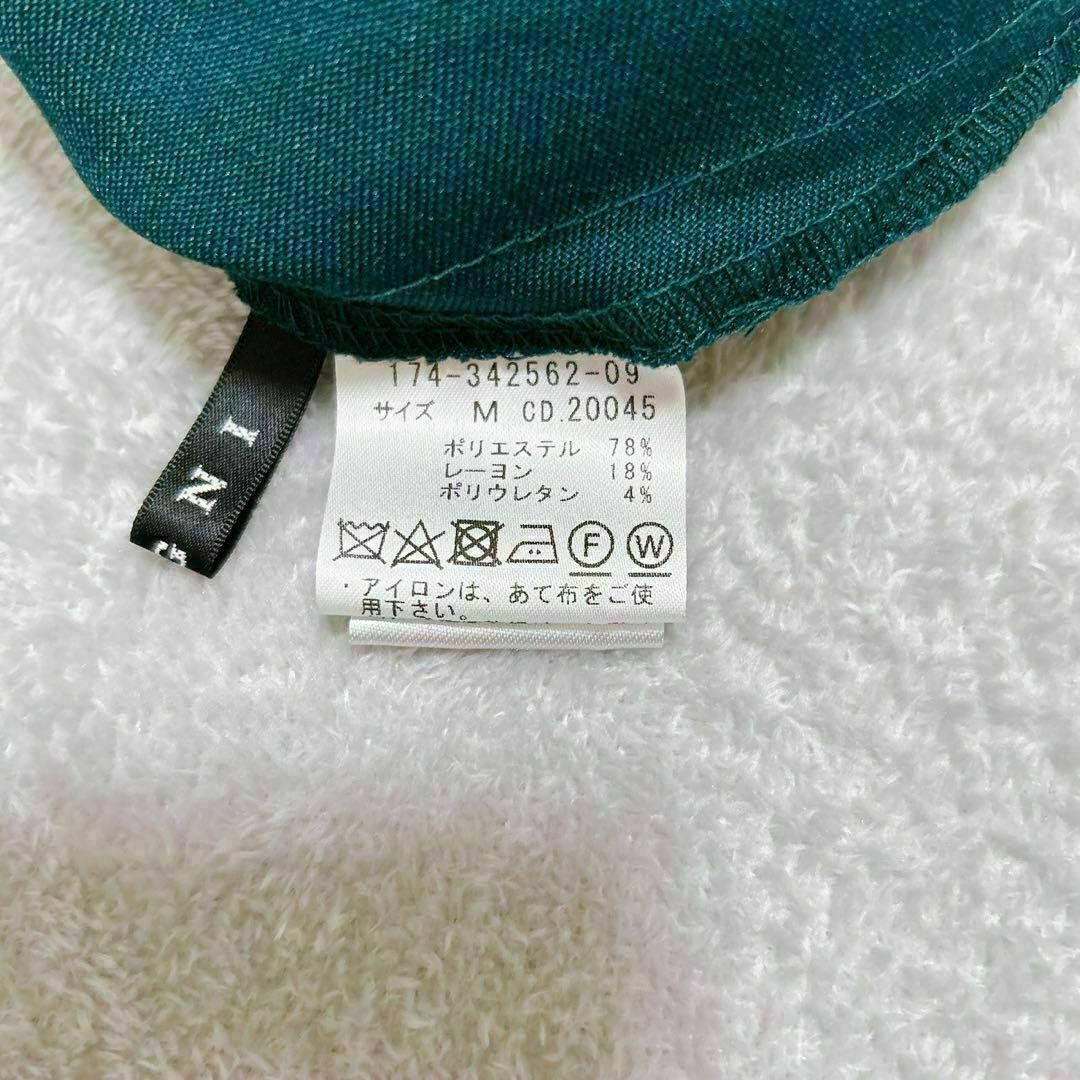 174-342562-09
サイズ M CD.20045
ポリエステル 78%
レーヨン 18%
ポリウレタン 4%
F W
・アイロンは、あて布をご使
用下さい。
N I